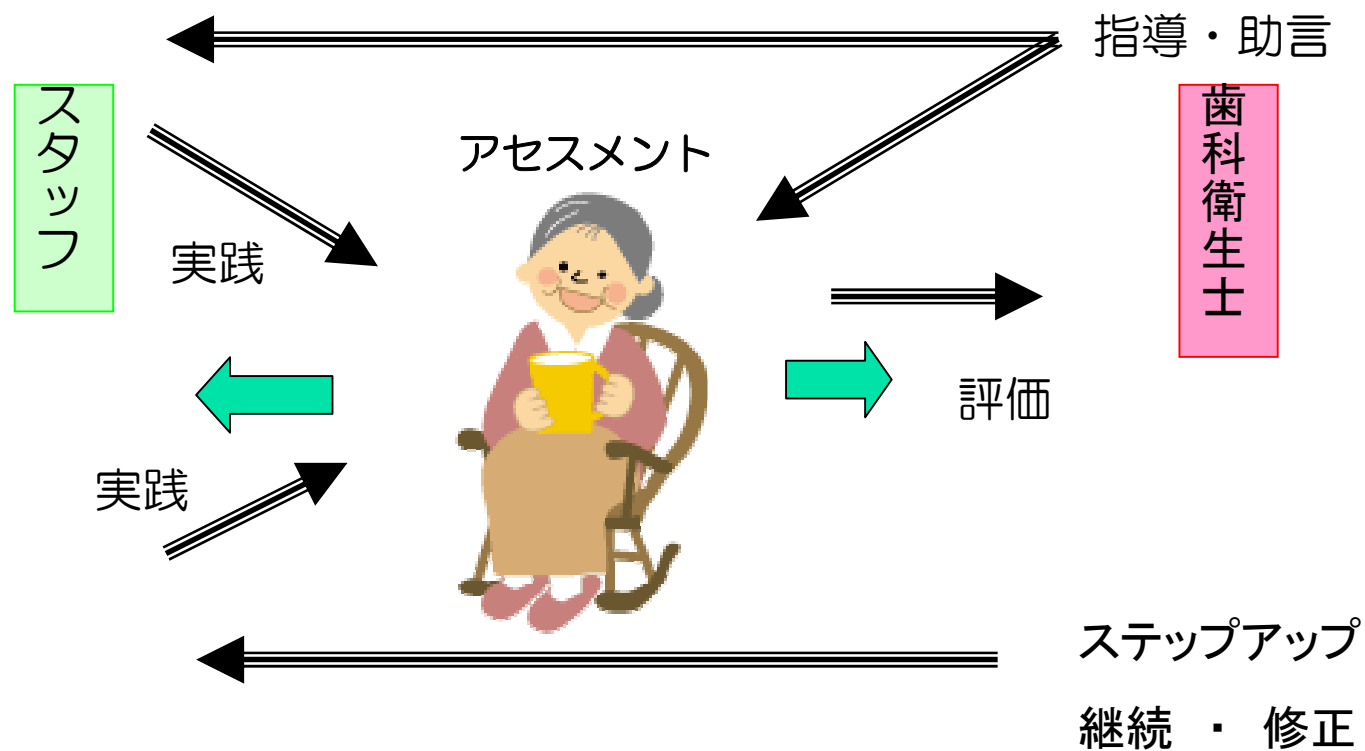 指導・助言
スタッフ
歯科衛生士
アセスメント
実践
評価
実践
ステップアップ
継続 ・ 修正